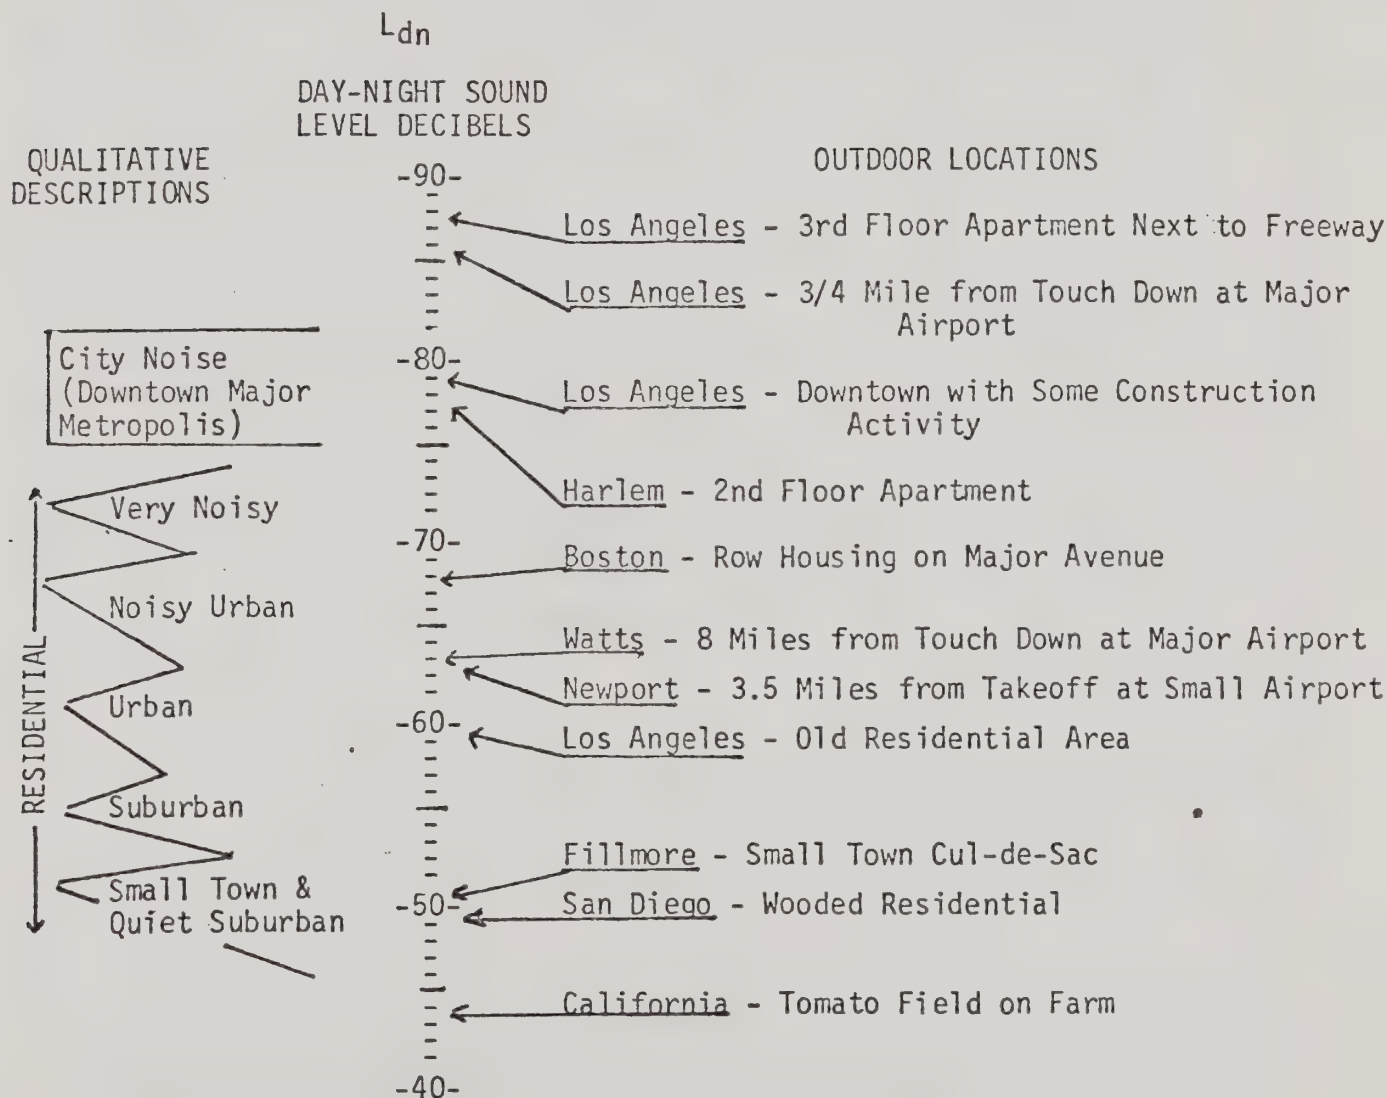 Ldn
DAY-NIGHT SOUND
LEVEL DECIBELS
QUALITATIVE
DESCRIPTIONS
OUTDOOR LOCATIONS
-90-
Los Angeles - 3rd Floor Apartment Next to Freeway
Los Angeles - 3/4 Mile from Touch Down at Major
Airport
City Noise
(Downtown Major
Metropolis)
-80-
Los Angeles - Downtown with Some Construction
Activity
Harlem - 2nd Floor Apartment
Very Noisy
-70-
Boston - Row Housing on Major Avenue
Noisy Urban
Watts - 8 Miles from Touch Down at Major Airport
Newport - 3.5 Miles from Takeoff at Small Airport
RESIDENTIAL
Urban
-60-
Los Angeles - Old Residential Area
Suburban
Fillmore - Small Town Cul-de-Sac
Small Town &
Quiet Suburban
-50-
San Diego - Wooded Residential
California - Tomato Field on Farm
-40-